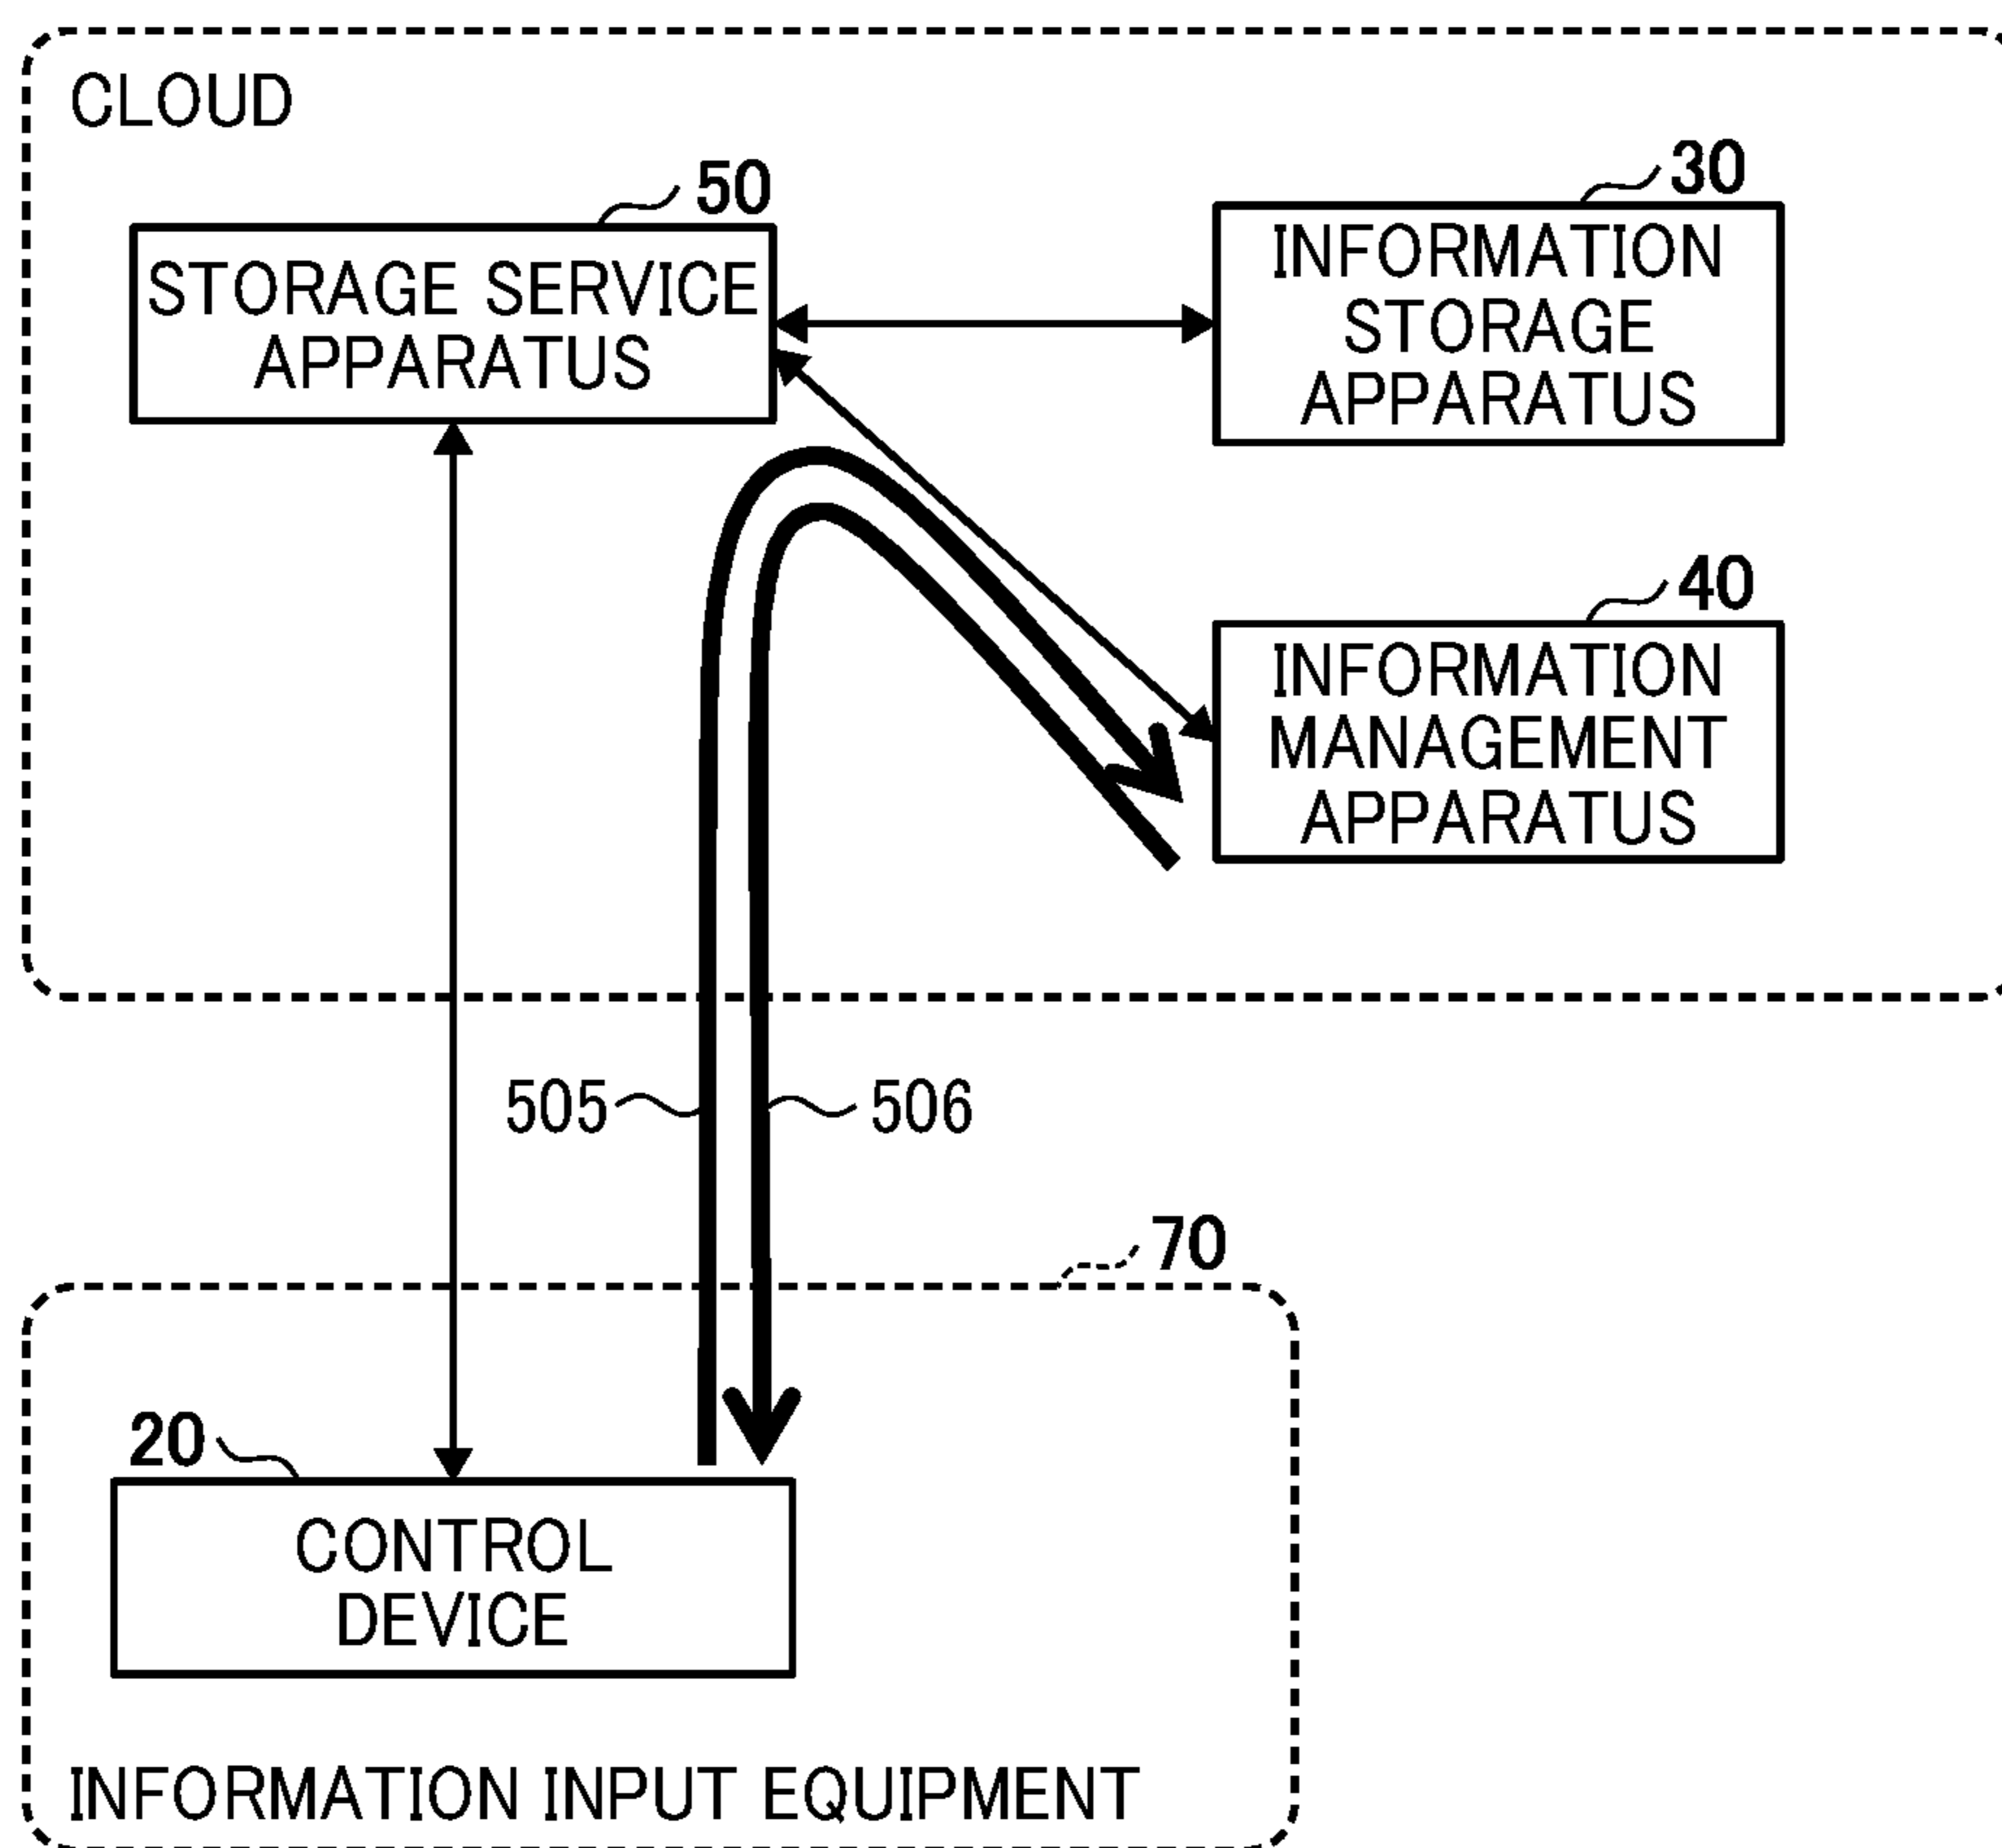 CLOUD
50
30
STORAGE SERVICE
APPARATUS
INFORMATION
STORAGE
APPARATUS
40
INFORMATION
MANAGEMENT
APPARATUS
505
506
70
20
CONTROL
DEVICE
INFORMATION INPUT EQUIPMENT